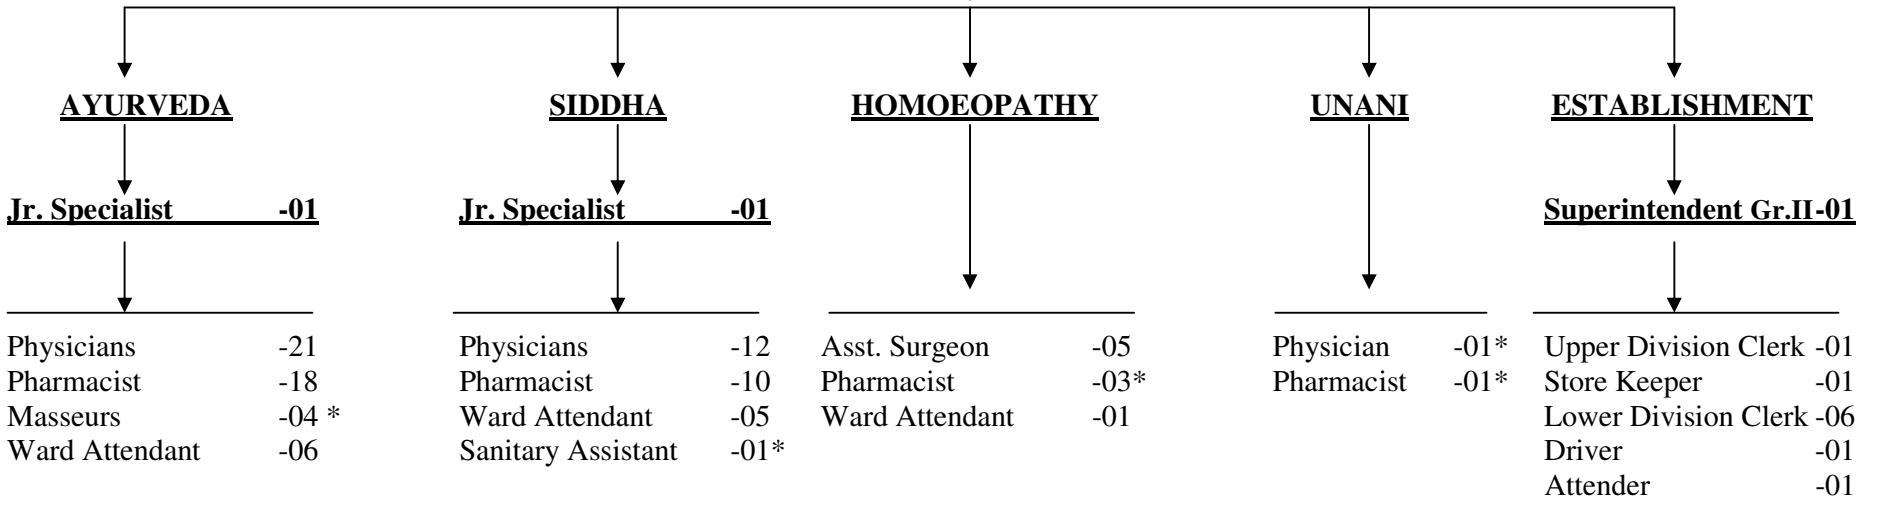 AYURVEDA SIDDHA HOMOEOPATHY UNANI ESTABLISHMENT
Jr. Specialist -01 Jr. Specialist -01 Superintendent Gr.II-01
Physicians -21 Physicians -12 Asst. Surgeon -05 Physician -01* Upper Division Clerk -01
Pharmacist -18 Pharmacist -10 Pharmacist -03* Pharmacist -01* Store Keeper -01
Masseurs -04 * Ward Attendant -05 Ward Attendant -01 Lower Division Clerk -06
Ward Attendant -06 Sanitary Assistant -01* Driver -01
Attender -01